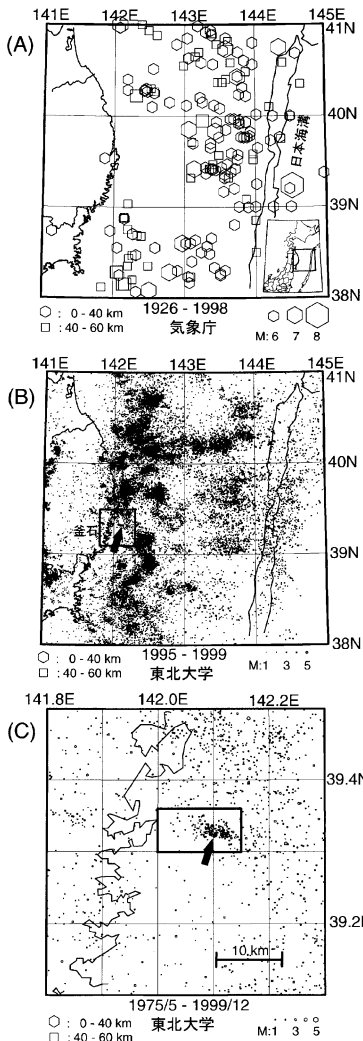 141E 142E 143E 144E 145E
(A)
41N
40N
日本海溝
39N
38N
1926 - 1998
: 0 - 40 km
: 40 - 60 km
気象庁
M: 6 7 8
141E 142E 143E 144E 145E
(B)
41N
40N
釜石
39N
38N
1995 - 1999
: 0 - 40 km
: 40 - 60 km
東北大学
M: 1 3 5
141.8E 142.0E 142.2E
(C)
39.4N
39.2N
10 km
1975/5 - 1999/12
: 0 - 40 km
: 40 - 60 km
東北大学
M: 1 3 5